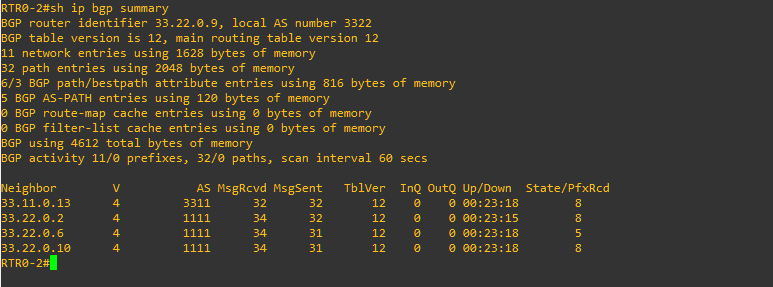 RTR0-2#sh ip bgp summary
BGP router identifier 33.22.0.9, local AS number 3322
BGP table version is 12, main routing table version 12
11 network entries using 1628 bytes of memory
32 path entries using 2048 bytes of memory
6/3 BGP path/bestpath attribute entries using 816 bytes of memory
5 BGP AS-PATH entries using 120 bytes of memory
0 BGP route-map cache entries using 0 bytes of memory
0 BGP filter-list cache entries using 0 bytes of memory
BGP using 4612 total bytes of memory
BGP activity 11/0 prefixes, 32/0 paths, scan interval 60 secs
Neighbor        V           AS MsgRcvd MsgSent   TblVer  InQ OutQ Up/Down  State/PfxRcd
33.11.0.13      4         3311      32      32       12    0    0 00:23:18        8
33.22.0.2       4         1111      34      32       12    0    0 00:23:15        8
33.22.0.6       4         1111      34      31       12    0    0 00:23:18        5
33.22.0.10      4         1111      34      31       12    0    0 00:23:18        8
RTR0-2#